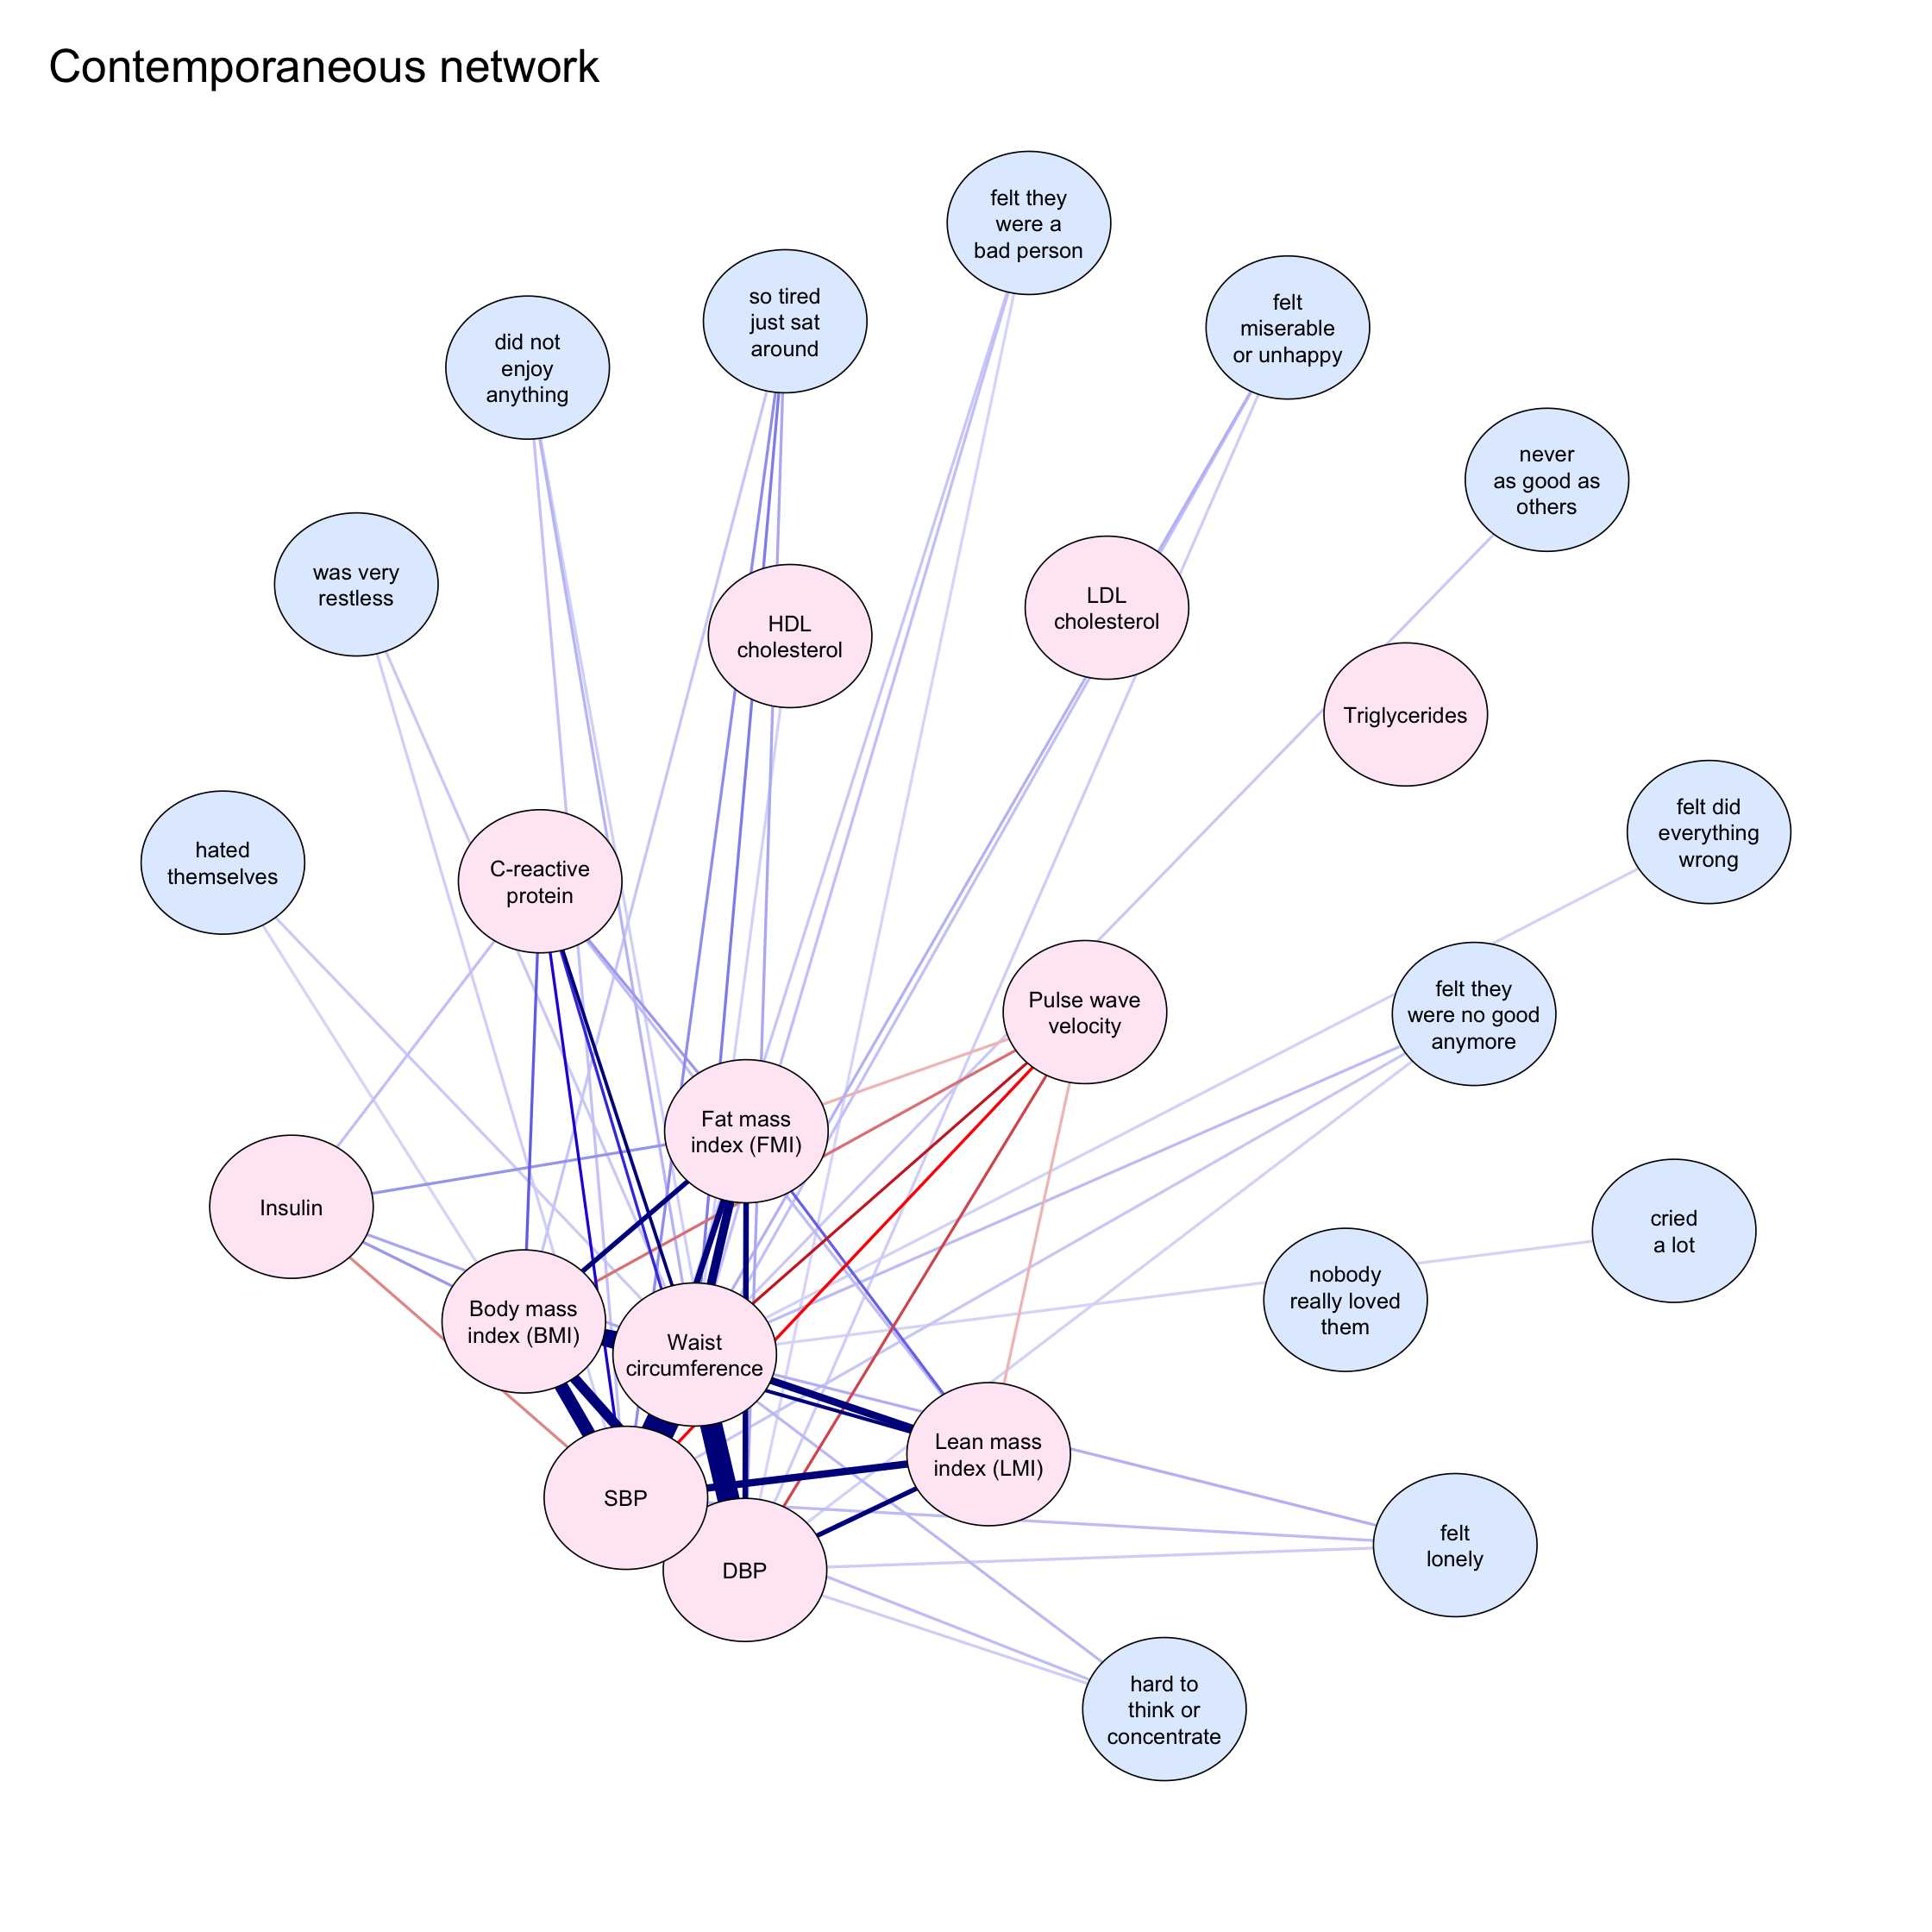 Contemporaneous network
felt they
were a
bad person
so tired
just sat
around
felt
miserable
or unhappy
did not
enjoy
anything
never
as good as
others
was very
restless
HDL
cholesterol
LDL
cholesterol
Triglycerides
hated
themselves
C-reactive
protein
felt did
everything
wrong
Pulse wave
velocity
felt they
were no good
anymore
Fat mass
index (FMI)
Insulin
cried
a lot
Body mass
index (BMI)
Waist
circumference
nobody
really loved
them
Lean mass
index (LMI)
SBP
DBP
felt
lonely
hard to
think or
concentrate